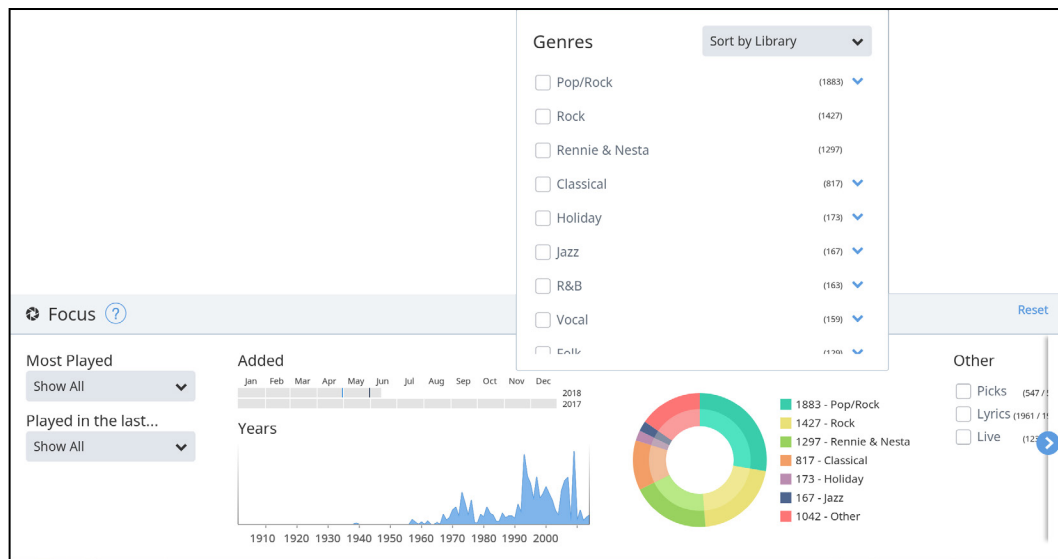 Genres
Sort by Library
Pop/Rock (1883)
Rock (1427)
Rennie & Nesta (1297)
Classical (817)
Holiday (173)
Jazz (167)
R&B (163)
Vocal (159)
Folk (129)
Focus ?
Reset
Most Played
Show All
Played in the last...
Show All
Added
Jan Feb Mar Apr May Jun Jul Aug Sep Oct Nov Dec
2018
2017
Years
1910 1920 1930 1940 1950 1960 1970 1980 1990 2000
1883 - Pop/Rock
1427 - Rock
1297 - Rennie & Nesta
817 - Classical
173 - Holiday
167 - Jazz
1042 - Other
Other
Picks (547 /
Lyrics (1961 /
Live